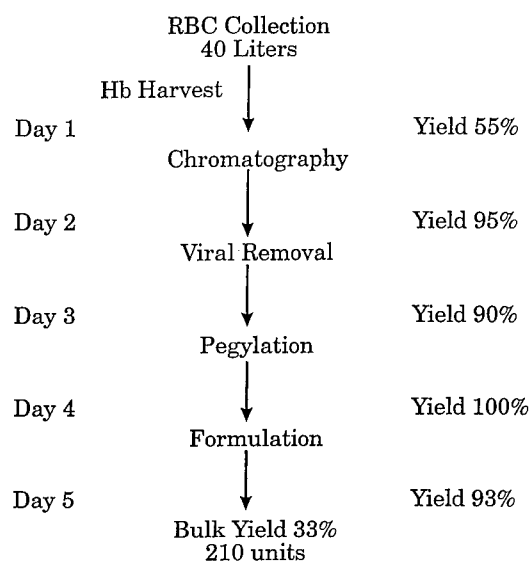 RBC Collection
40 Liters
Hb Harvest
Day 1 Yield 55%
Chromatography
Day 2 Yield 95%
Viral Removal
Day 3 Yield 90%
Pegylation
Day 4 Yield 100%
Formulation
Day 5 Yield 93%
Bulk Yield 33%
210 units